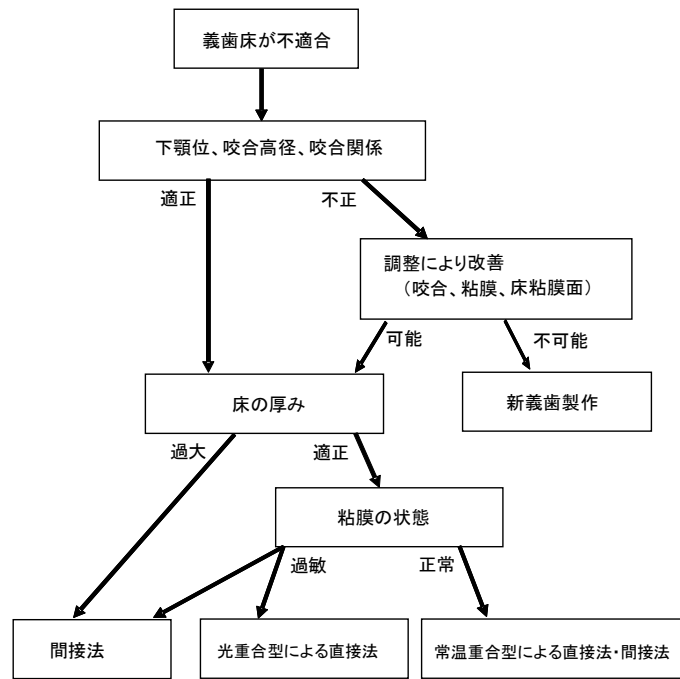 義歯床が不適合
下顎位、咬合高径、咬合関係
適正
不正
調整により改善
（咬合、粘膜、床粘膜面）
可能
不可能
床の厚み
新義歯製作
過大
適正
粘膜の状態
過敏
正常
間接法
光重合型による直接法
常温重合型による直接法・間接法